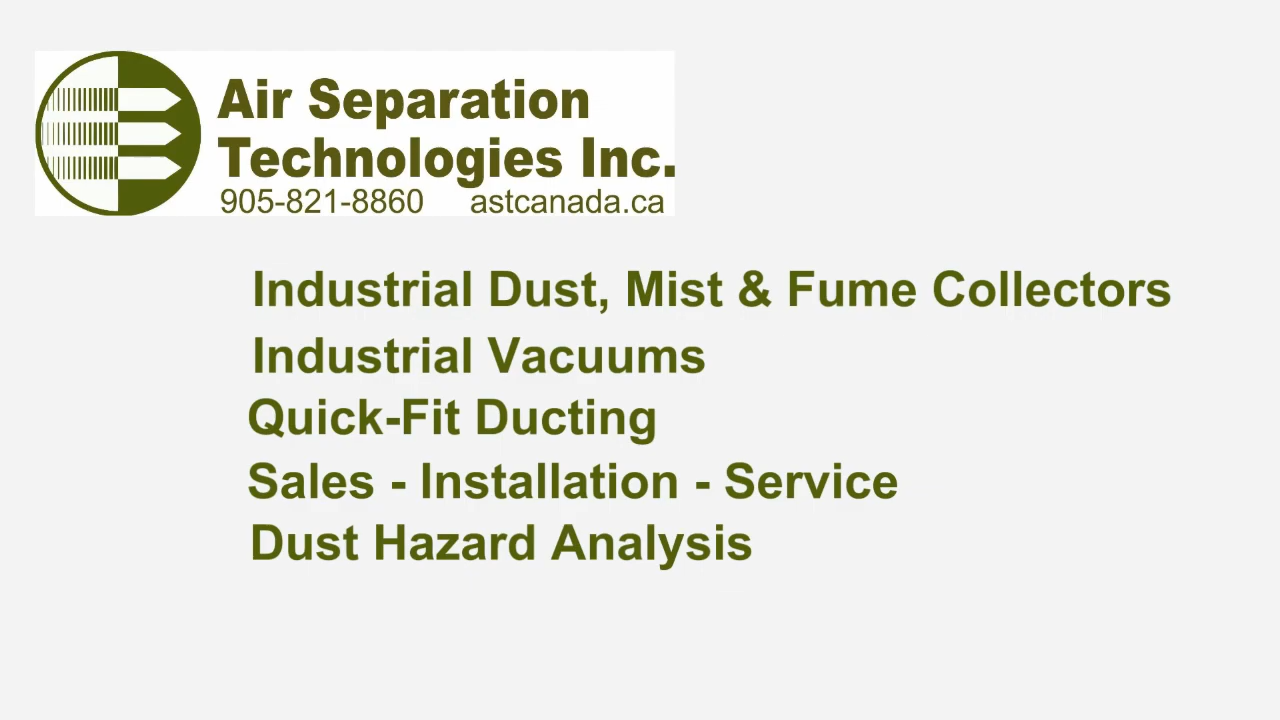 Air Separation
Technologies Inc.
905-821-8860 astcanada.ca
Industrial Dust, Mist & Fume Collectors
Industrial Vacuums
Quick-Fit Ducting
Sales - Installation - Service
Dust Hazard Analysis